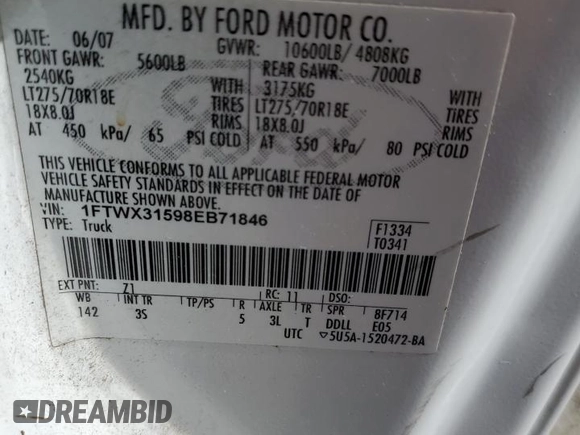 MFD. BY FORD MOTOR CO.
DATE: 06/07 GVWR: 10600LB/ 4808KG
FRONT GAWR: 5600LB REAR GAWR: 7000LB
2540KG WITH 3175KG WITH
LT275/70R18E TIRES LT275/70R18E TIRES
18X8.0J RIMS 18X8.0J RIMS
AT 450 kPa/ 65 PSI COLD AT 550 kPa/ 80 PSI COLD
Ford
THIS VEHICLE CONFORMS TO ALL APPLICABLE FEDERAL MOTOR
VEHICLE SAFETY STANDARDS IN EFFECT ON THE DATE OF
MANUFACTURE SHOWN ABOVE.
VIN: 1FTWX31598EB71846
TYPE: Truck
F1334
T0341
EXT PNT: Z1 RC: 11 DSO:
WB INT TR TP/PS R AXLE TR SPR 8F714
142 3S 5 3L T DDLL E05
UTC ▽5U5A-1520472-BA
DREAMBID